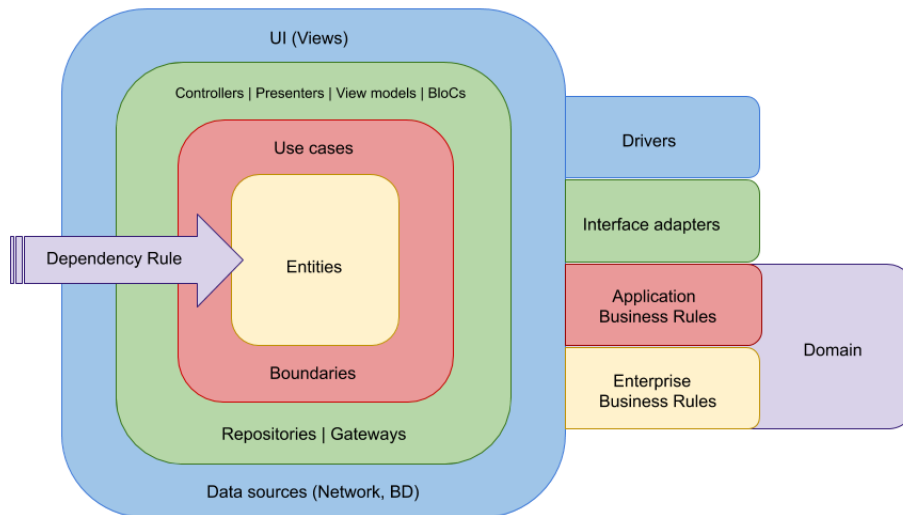 UI (Views)
Controllers | Presenters | View models | BloCs
Use cases
Dependency Rule
Entities
Boundaries
Repositories | Gateways
Data sources (Network, BD)
Drivers
Interface adapters
Application
Business Rules
Enterprise
Business Rules
Domain